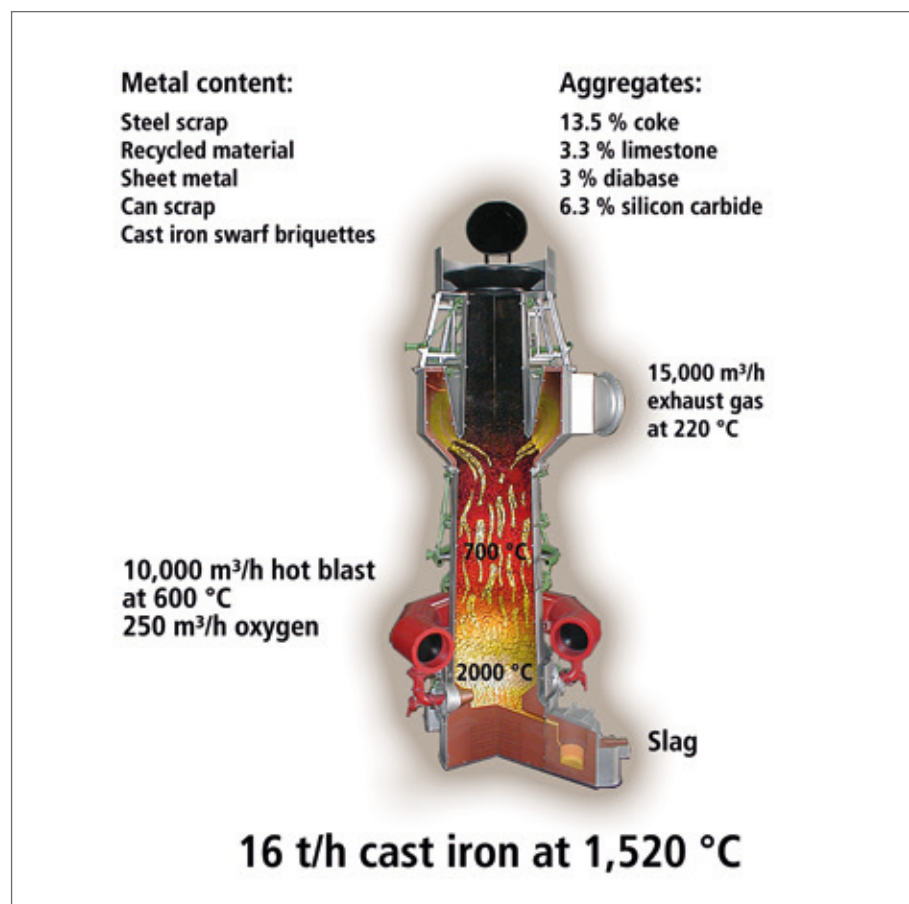 Metal content:
Steel scrap
Recycled material
Sheet metal
Can scrap
Cast iron swarf briquettes
Aggregates:
13.5 % coke
3.3 % limestone
3 % diabase
6.3 % silicon carbide
15,000 m³/h
exhaust gas
at 220 °C
700 °C
10,000 m³/h hot blast
at 600 °C
250 m³/h oxygen
2000 °C
Slag
16 t/h cast iron at 1,520 °C